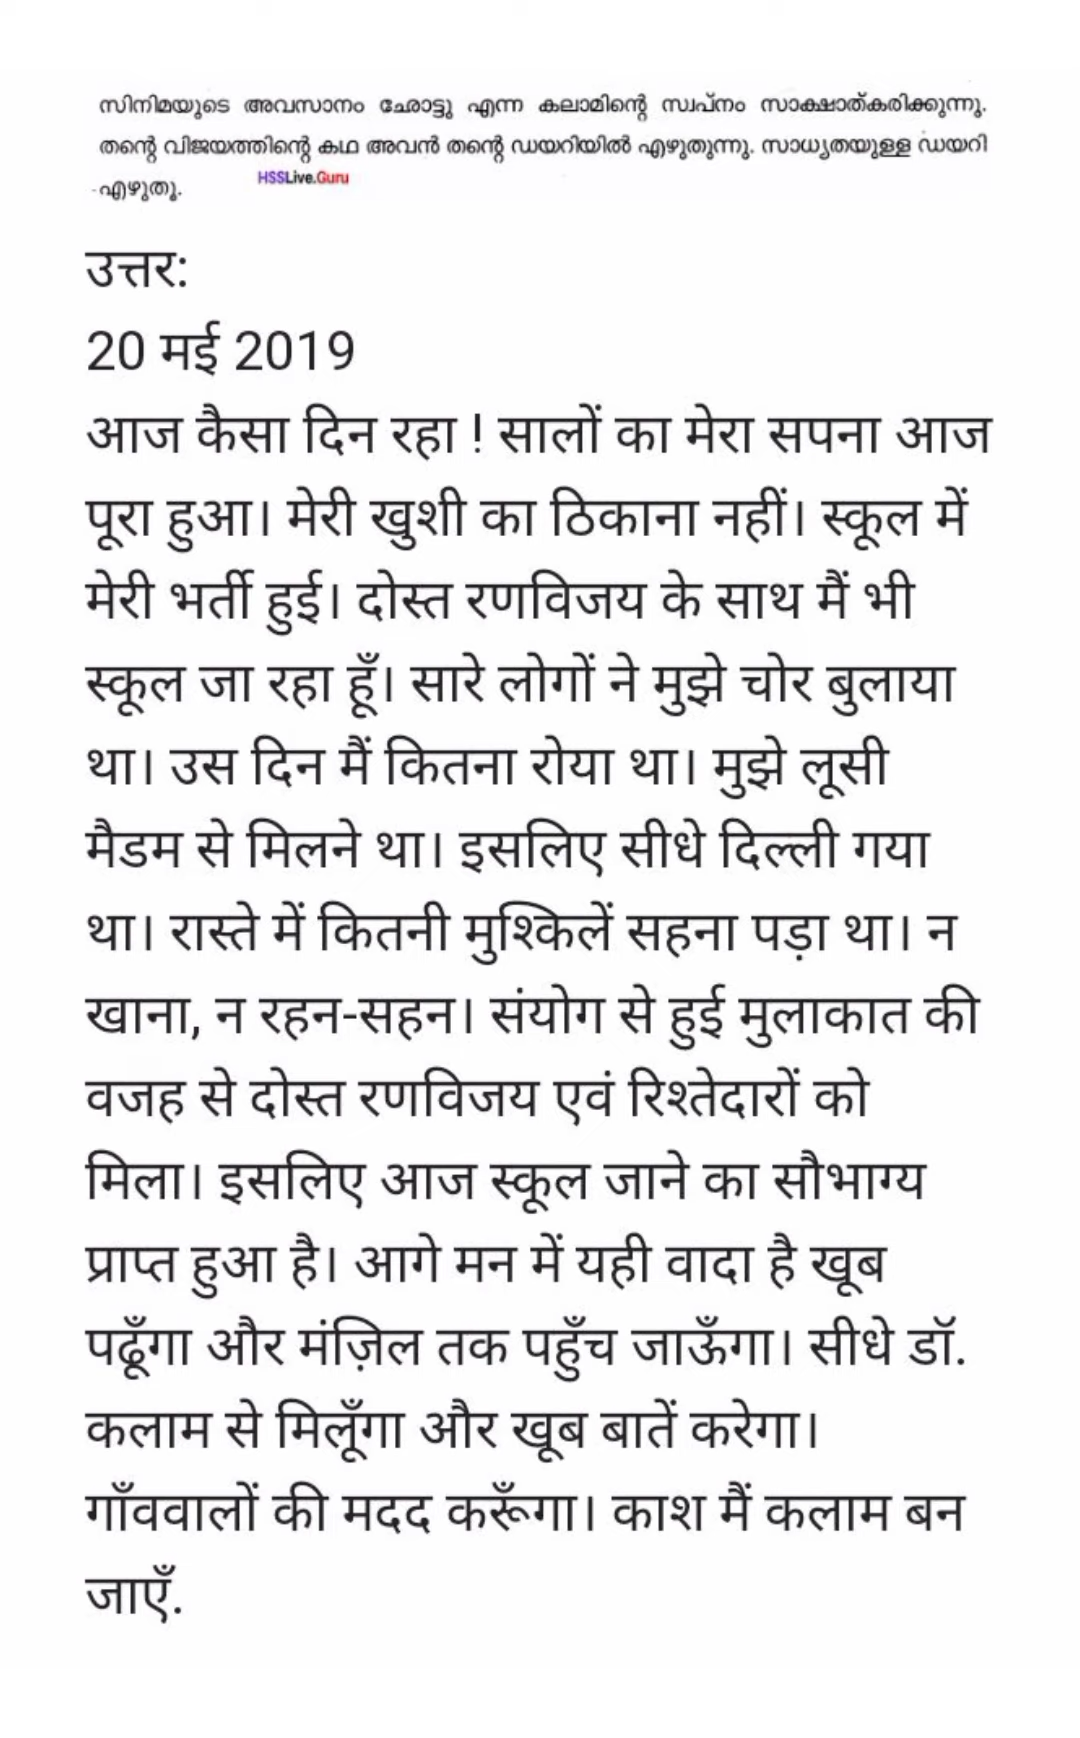 സിനിമയുടെ അവസാനം ഛോട്ടു എന്ന കലാമിന്റെ സ്വപ്നം സാക്ഷാത്കരിക്കുന്നു.
തന്റെ വിജയത്തിന്റെ കഥ അവൻ തന്റെ ഡയറിയിൽ എഴുതുന്നു. സാധ്യതയുള്ള ഡയറി
എഴുതൂ.
HSSLive.Guru
उत्तर:
20 मई 2019
आज कैसा दिन रहा ! सालों का मेरा सपना आज
पूरा हुआ। मेरी खुशी का ठिकाना नहीं। स्कूल में
मेरी भर्ती हुई। दोस्त रणविजय के साथ मैं भी
स्कूल जा रहा हूँ। सारे लोगों ने मुझे चोर बुलाया
था। उस दिन मैं कितना रोया था। मुझे लूसी
मैडम से मिलने था। इसलिए सीधे दिल्ली गया
था। रास्ते में कितनी मुश्किलें सहना पड़ा था। न
खाना, न रहन-सहन। संयोग से हुई मुलाकात की
वजह से दोस्त रणविजय एवं रिश्तेदारों को
मिला। इसलिए आज स्कूल जाने का सौभाग्य
प्राप्त हुआ है। आगे मन में यही वादा है खूब
पढूँगा और मंज़िल तक पहुँच जाऊँगा। सीधे डॉ.
कलाम से मिलूँगा और खूब बातें करेगा।
गाँववालों की मदद करूँगा। काश मैं कलाम बन
जाएँ.